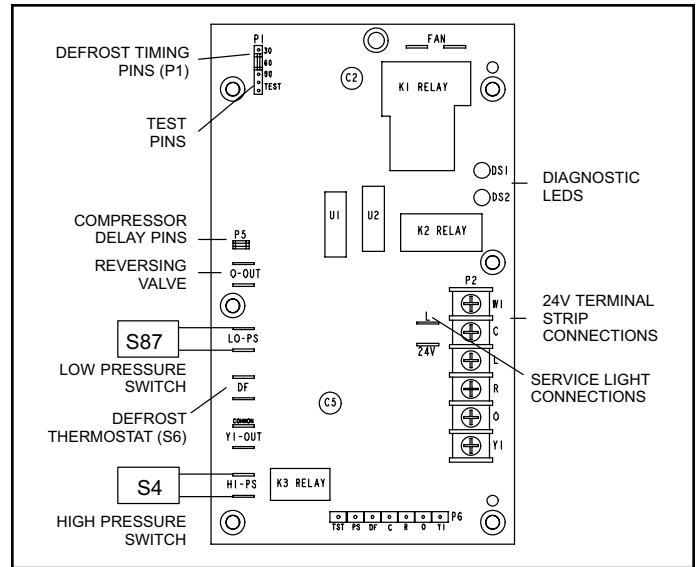 DEFROST TIMING
PINS (P1)
TEST
PINS
COMPRESSOR
DELAY PINS
REVERSING
VALVE
S87
LOW PRESSURE
SWITCH
DEFROST
THERMOSTAT (S6)
S4
HIGH PRESSURE
SWITCH
P1
30
60
90
TEST
FAN
C2
K1 RELAY
DS1
DS2
U1
U2
K2 RELAY
P5
O-OUT
LO-PS
DF
COMMON
Y1-OUT
HI-PS
C5
K3 RELAY
L
24V
P2
W1
C
L
R
O
Y1
TST PS DF C R O Y1
P6
DIAGNOSTIC
LEDS
24V TERMINAL
STRIP
CONNECTIONS
SERVICE LIGHT
CONNECTIONS